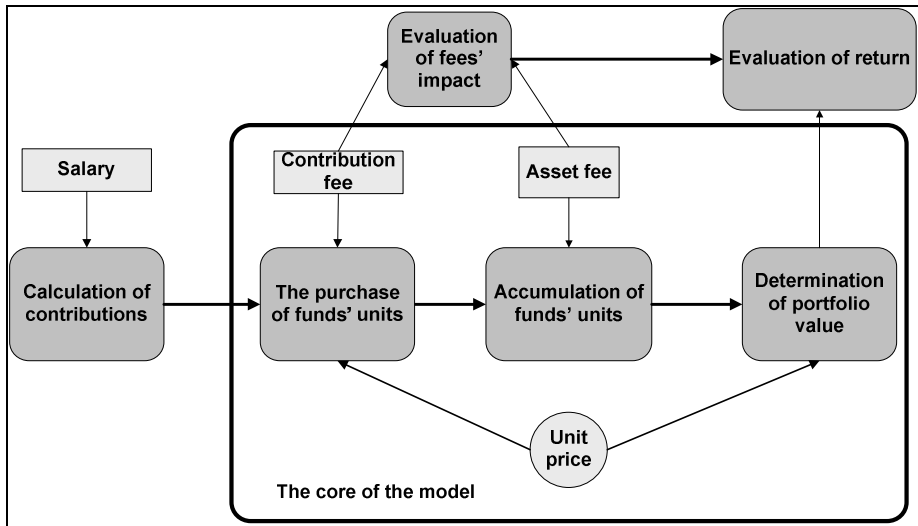 Evaluation
of fees'
impact
Evaluation of return
Salary
Contribution
fee
Asset fee
Calculation of
contributions
The purchase
of funds' units
Accumulation of
funds' units
Determination
of portfolio
value
Unit
price
The core of the model